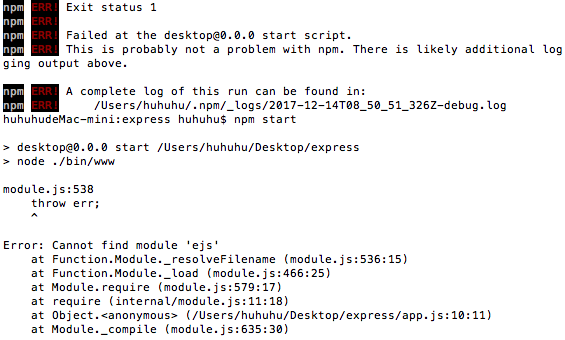 npm ERR! Exit status 1
npm ERR!
npm ERR! Failed at the desktop@0.0.0 start script.
npm ERR! This is probably not a problem with npm. There is likely additional log
ging output above.

npm ERR! A complete log of this run can be found in:
npm ERR!     /Users/huhuhu/.npm/_logs/2017-12-14T08_50_51_326Z-debug.log
huhuhudeMac-mini:express huhuhu$ npm start

> desktop@0.0.0 start /Users/huhuhu/Desktop/express
> node ./bin/www

module.js:538
    throw err;
    ^

Error: Cannot find module 'ejs'
    at Function.Module._resolveFilename (module.js:536:15)
    at Function.Module._load (module.js:466:25)
    at Module.require (module.js:579:17)
    at require (internal/module.js:11:18)
    at Object.<anonymous> (/Users/huhuhu/Desktop/express/app.js:10:11)
    at Module._compile (module.js:635:30)